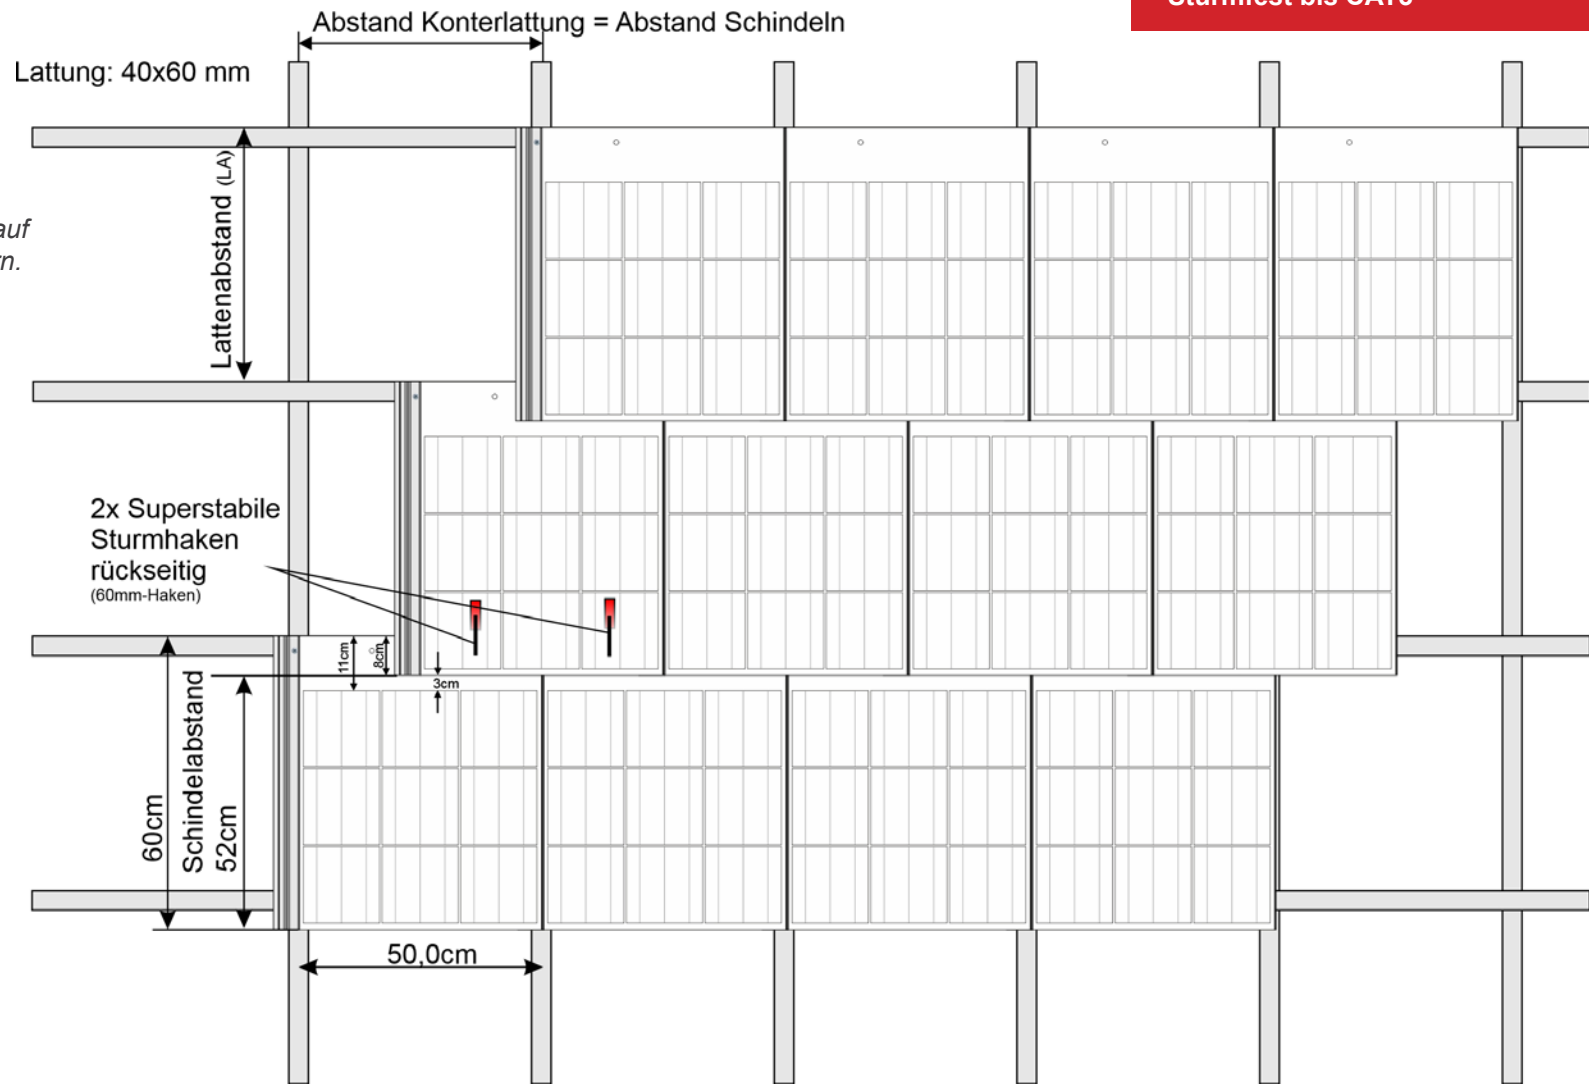 Abstand Konterlattung = Abstand Schindeln
Lattung: 40x60 mm
Lattenabstand (LA)
auf
2x Superstabile
Sturmhaken
rückseitig
(60mm-Haken)
11cm
8cm
3cm
60cm
Schindelabstand
52cm
50,0cm